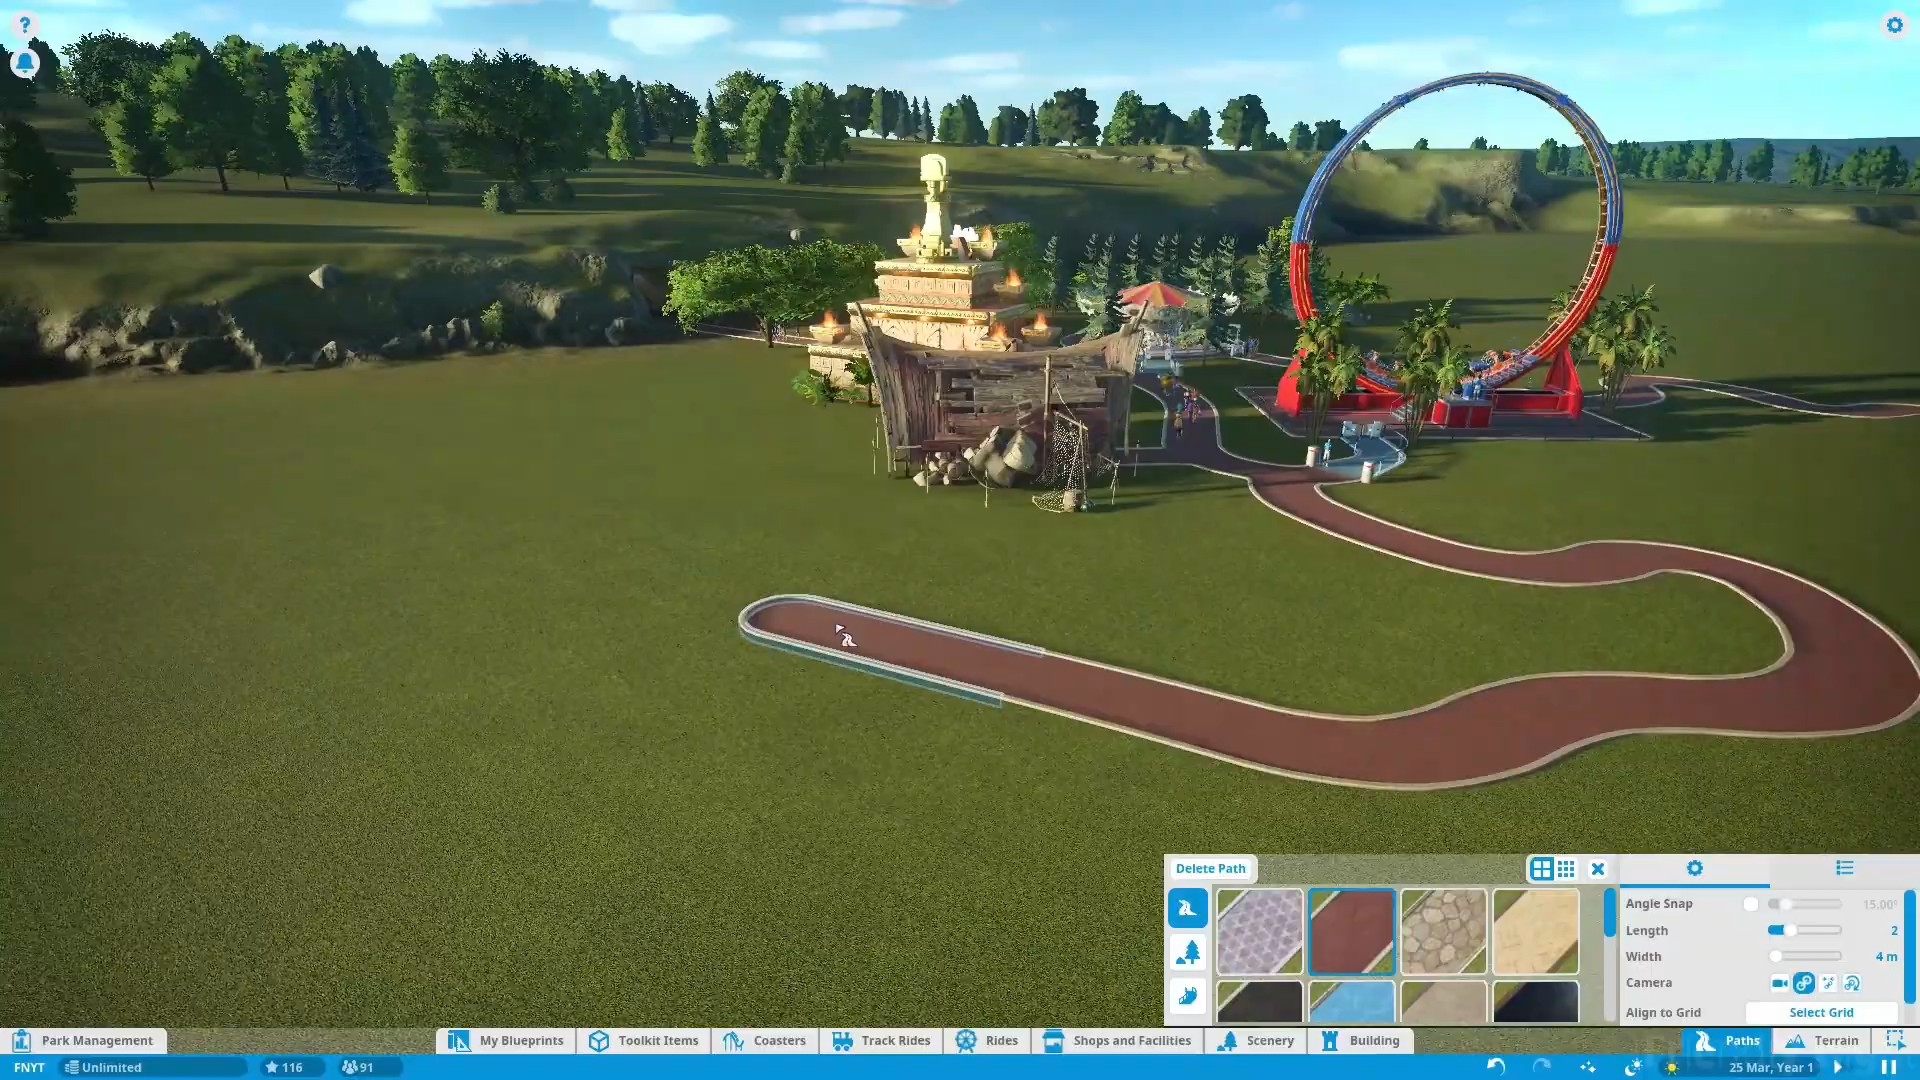 ?
Delete Path
Angle Snap 15.00°
Length 2
Width 4 m
Camera
Align to Grid Select Grid
Park Management
My Blueprints Toolkit Items Coasters Track Rides Rides Shops and Facilities Scenery Building Paths Terrain
FNYT Unlimited 116 91 25 Mar, Year 1